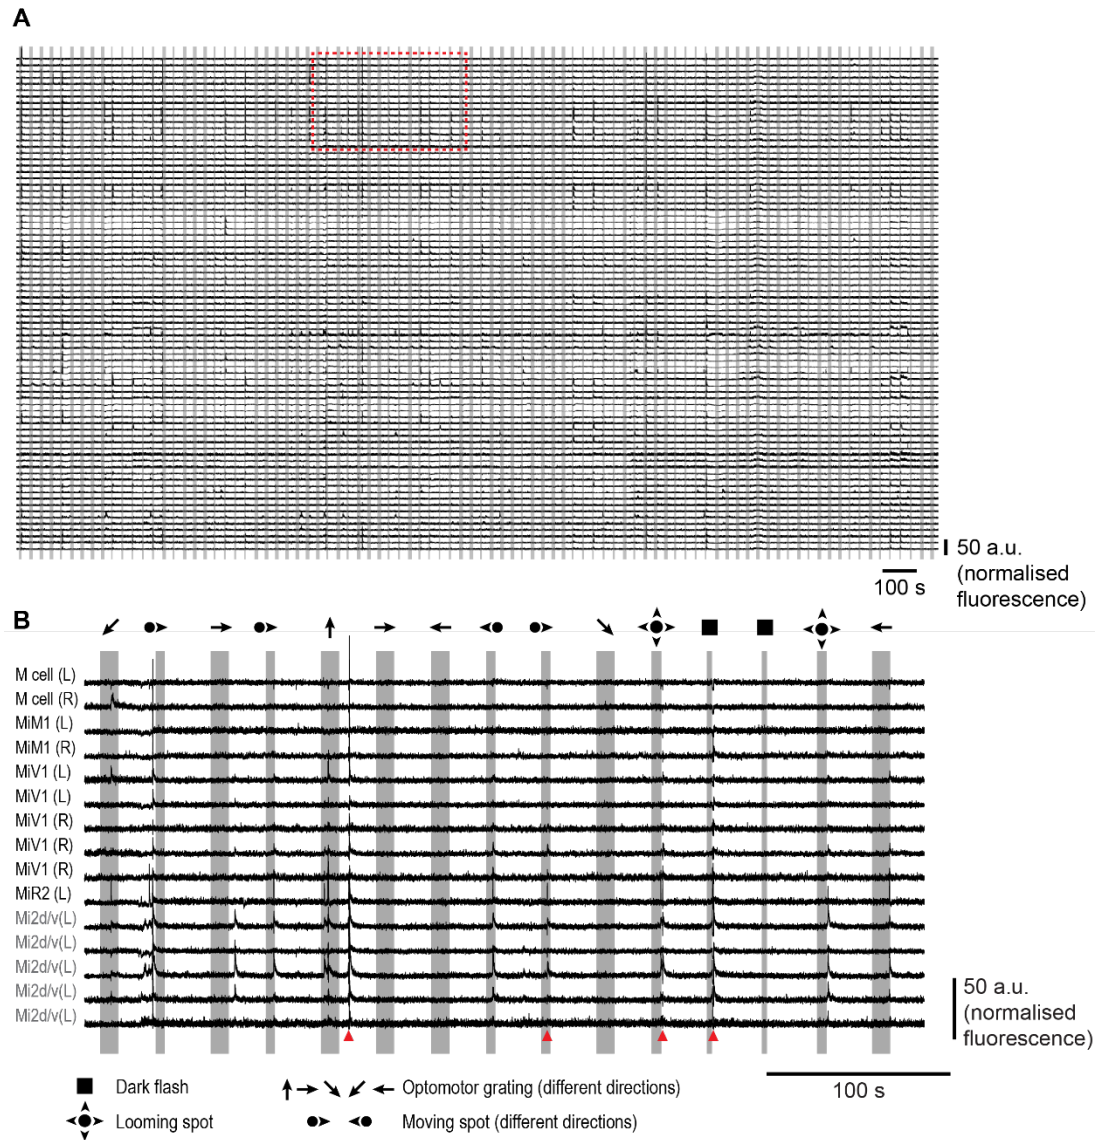 A
50 a.u.
(normalised
fluorescence)
100 s
B
M cell (L)
M cell (R)
MiM1 (L)
MiM1 (R)
MiV1 (L)
MiV1 (L)
MiV1 (R)
MiV1 (R)
MiV1 (R)
MiR2 (L)
Mi2d/v(L)
Mi2d/v(L)
Mi2d/v(L)
Mi2d/v(L)
Mi2d/v(L)
50 a.u.
(normalised
fluorescence)
100 s
Dark flash
Optomotor grating (different directions)
Looming spot
Moving spot (different directions)